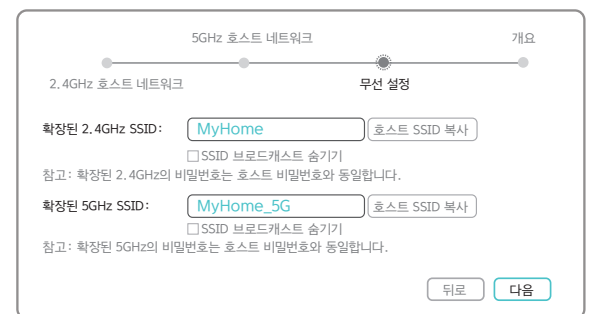 5GHz 호스트 네트워크 개요
2.4GHz 호스트 네트워크 무선 설정
확장된 2.4GHz SSID: MyHome 호스트 SSID 복사
SSID 브로드캐스트 숨기기
참고: 확장된 2.4GHz의 비밀번호는 호스트 비밀번호와 동일합니다.
확장된 5GHz SSID: MyHome_5G 호스트 SSID 복사
SSID 브로드캐스트 숨기기
참고: 확장된 5GHz의 비밀번호는 호스트 비밀번호와 동일합니다.
뒤로 다음